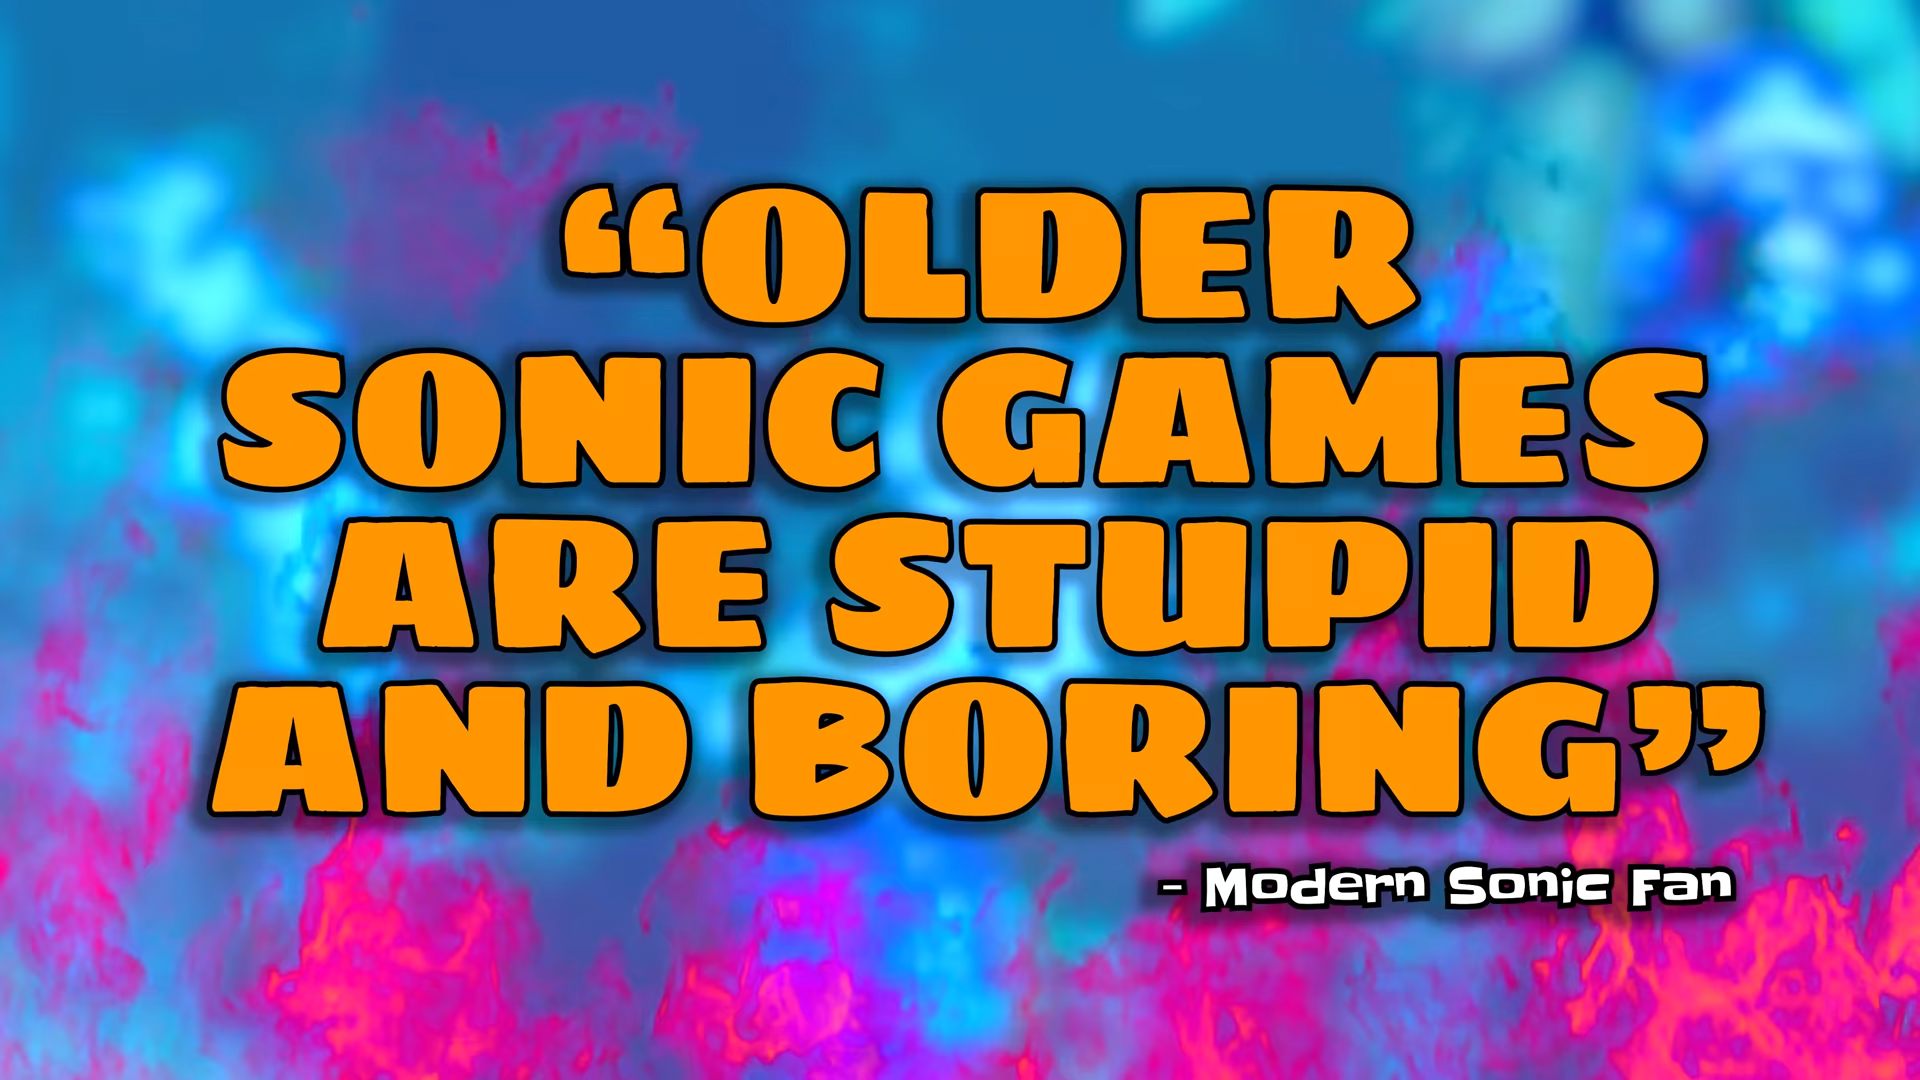 “OLDER
SONIC GAMES
ARE STUPID
AND BORING”
- Modern Sonic Fan